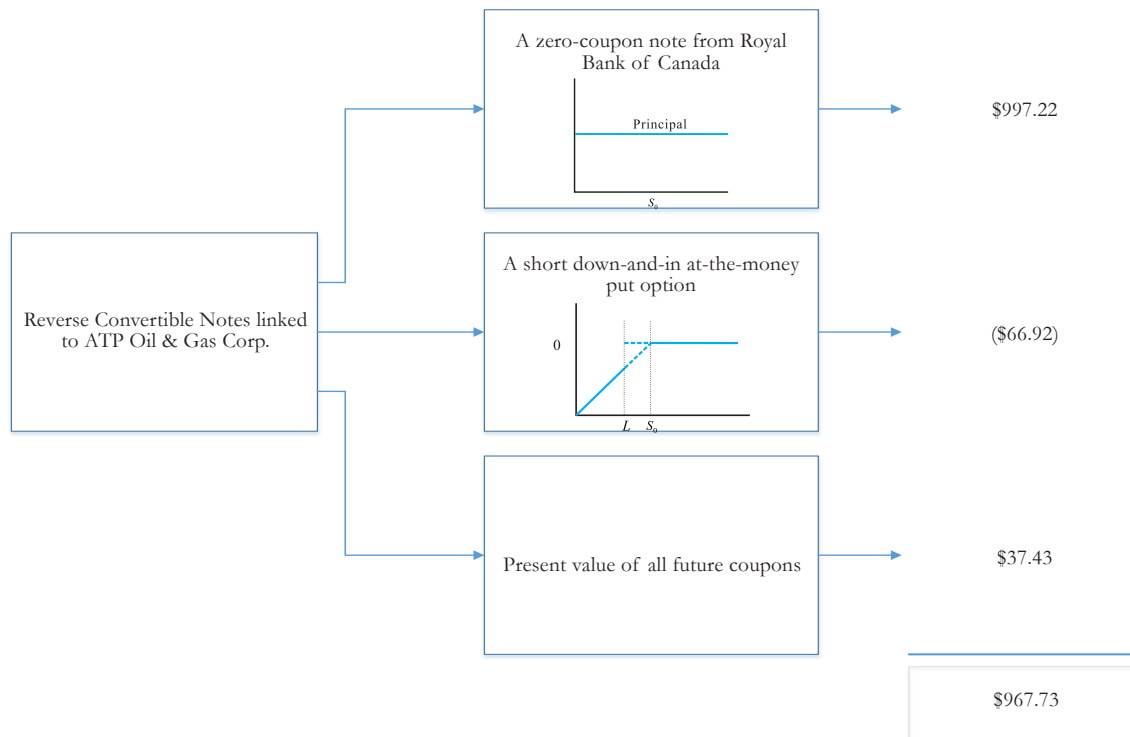 A zero-coupon note from Royal
Bank of Canada
Principal
S₀
$997.22
Reverse Convertible Notes linked
to ATP Oil & Gas Corp.
A short down-and-in at-the-money
put option
0
L S₀
($66.92)
Present value of all future coupons
$37.43
$967.73